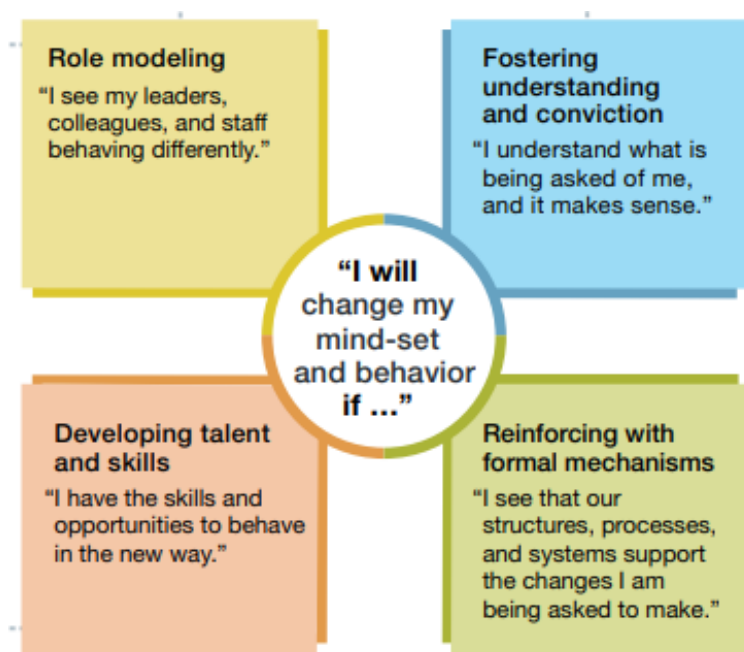 Role modeling
“I see my leaders,
colleagues, and staff
behaving differently.”
Fostering
understanding
and conviction
“I understand what is
being asked of me,
and it makes sense.”
“I will
change my
mind-set
and behavior
if ...”
Developing talent
and skills
“I have the skills and
opportunities to behave
in the new way.”
Reinforcing with
formal mechanisms
“I see that our
structures, processes,
and systems support
the changes I am
being asked to make.”